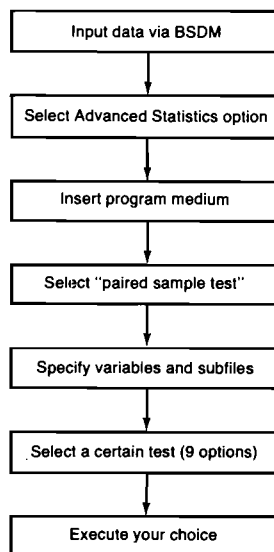 Input data via BSDM
Select Advanced Statistics option
Insert program medium
Select "paired sample test"
Specify variables and subfiles
Select a certain test (9 options)
Execute your choice